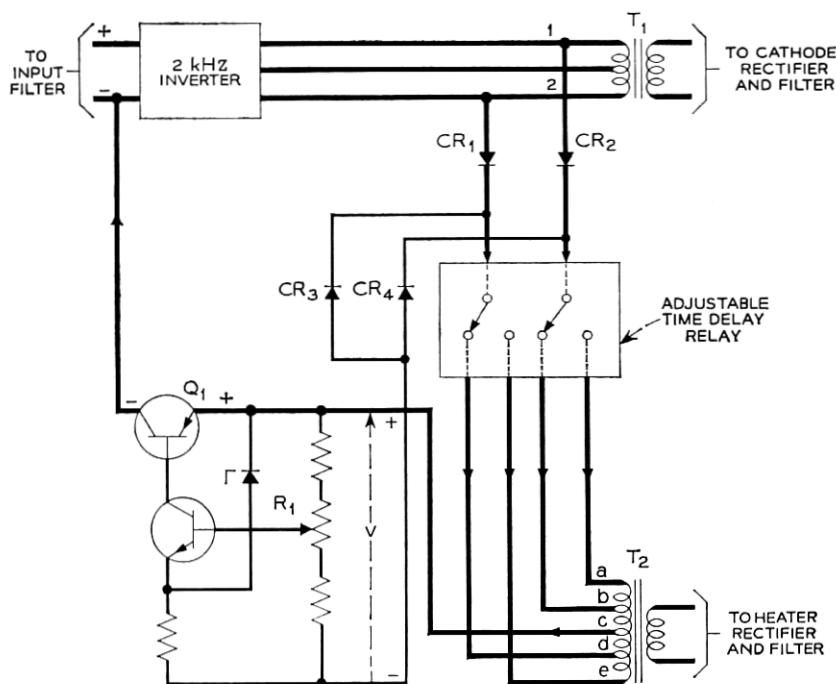 TO
INPUT
FILTER
+
-
2 kHz
INVERTER
1
2
T1
TO CATHODE
RECTIFIER
AND FILTER
CR1
CR2
CR3
CR4
ADJUSTABLE
TIME DELAY
RELAY
-
Q1
+
+
R1
V
-
T2
a
b
c
d
e
TO HEATER
RECTIFIER
AND FILTER